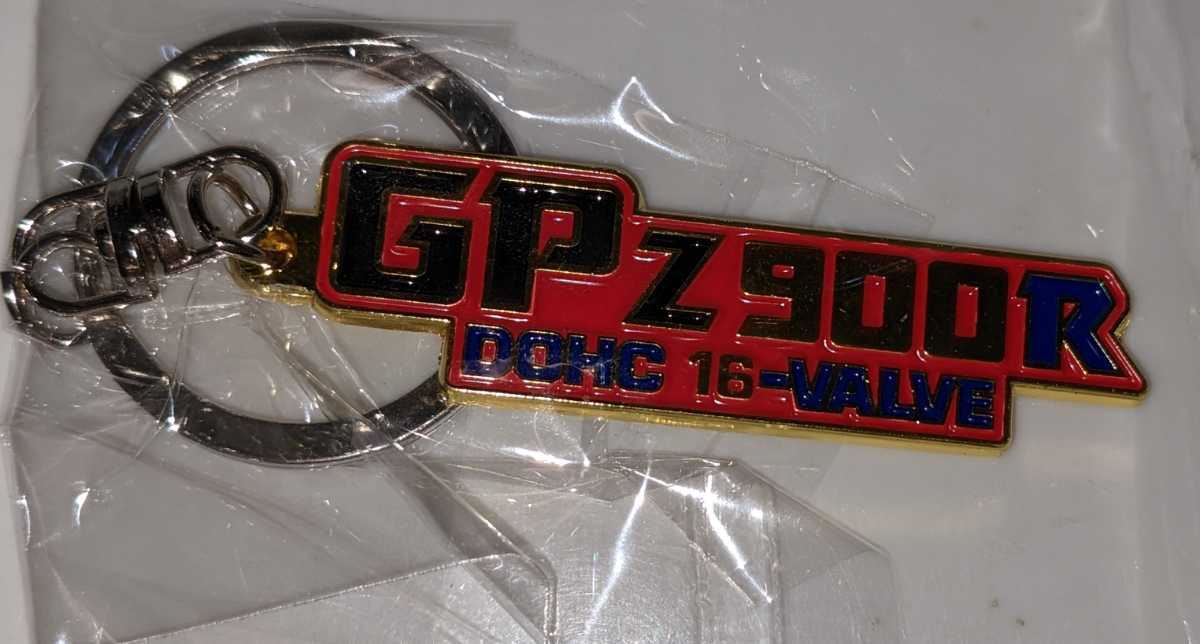 GPZ900R
DOHC 16-VALVE